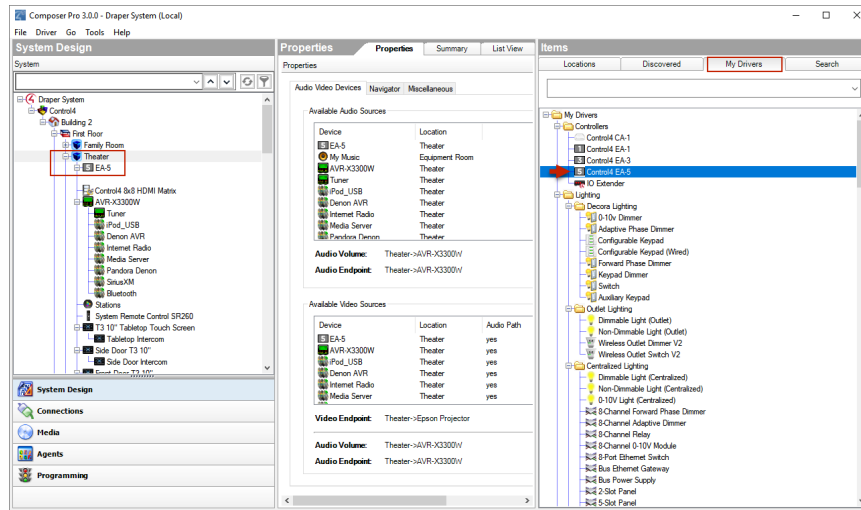 Composer Pro 3.0.0 - Draper System (Local)
File Driver Go Tools Help
System Design
System
Draper System
Control4
Building 2
First Floor
Family Room
Theater
EA-5
Control4 8x8 HDMI Matrix
AVR-X3300W
Tuner
iPod_USB
Denon AVR
Internet Radio
Media Server
Pandora Denon
SiriusXM
Bluetooth
Stations
System Remote Control SR260
T3 10" Tabletop Touch Screen
Tabletop Intercom
Side Door T3 10"
Side Door Intercom
Front Door T3 10"
System Design
Connections
Media
Agents
Programming
Properties Properties Summary List View
Properties
Audio Video Devices Navigator Miscellaneous
Available Audio Sources
Device Location
EA-5 Theater
My Music Equipment Room
AVR-X3300W Theater
Tuner Theater
iPod_USB Theater
Denon AVR Theater
Internet Radio Theater
Media Server Theater
Pandora Denon Theater
Audio Volume: Theater->AVR-X3300W
Audio Endpoint: Theater->AVR-X3300W
Available Video Sources
Device Location Audio Path
EA-5 Theater yes
AVR-X3300W Theater yes
iPod_USB Theater yes
Denon AVR Theater yes
Internet Radio Theater yes
Media Server Theater yes
Video Endpoint: Theater->Epson Projector
Audio Volume: Theater->AVR-X3300W
Audio Endpoint: Theater->AVR-X3300W
Items
Locations Discovered My Drivers Search
My Drivers
Controllers
Control4 CA-1
Control4 EA-1
Control4 EA-3
Control4 EA-5
IO Extender
Lighting
Decora Lighting
0-10v Dimmer
Adaptive Phase Dimmer
Configurable Keypad
Configurable Keypad (Wired)
Forward Phase Dimmer
Keypad Dimmer
Switch
Auxiliary Keypad
Outlet Lighting
Dimmable Light (Outlet)
Non-Dimmable Light (Outlet)
Wireless Outlet Dimmer V2
Wireless Outlet Switch V2
Centralized Lighting
Dimmable Light (Centralized)
Non-Dimmable Light (Centralized)
0-10V Light (Centralized)
8-Channel Forward Phase Dimmer
8-Channel Adaptive Dimmer
8-Channel Relay
8-Channel 0-10V Module
8-Port Ethernet Switch
Bus Ethernet Gateway
Bus Power Supply
2-Slot Panel
5-Slot Panel